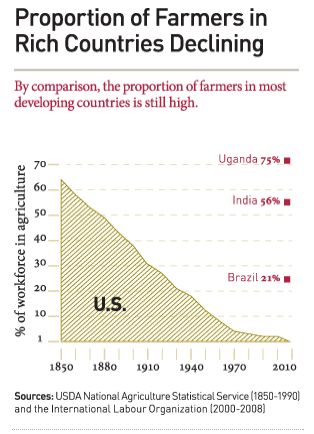 Proportion of Farmers in
Rich Countries Declining
By comparison, the proportion of farmers in most
developing countries is still high.
% of workforce in agriculture
70
60
50
40
30
20
10
1
Uganda 75%
India 56%
Brazil 21%
U.S.
1850 1880 1910 1940 1970 2010
Sources: USDA National Agriculture Statistical Service (1850-1990)
and the International Labour Organization (2000-2008)